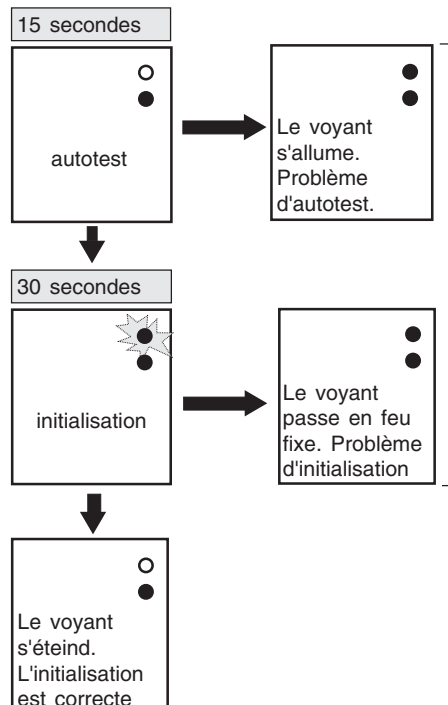 15 secondes
autotest
Le voyant
s'allume.
Problème
d'autotest.
30 secondes
initialisation
Le voyant
passe en feu
fixe. Problème
d'initialisation
Le voyant
s'éteind.
L'initialisation
est correcte